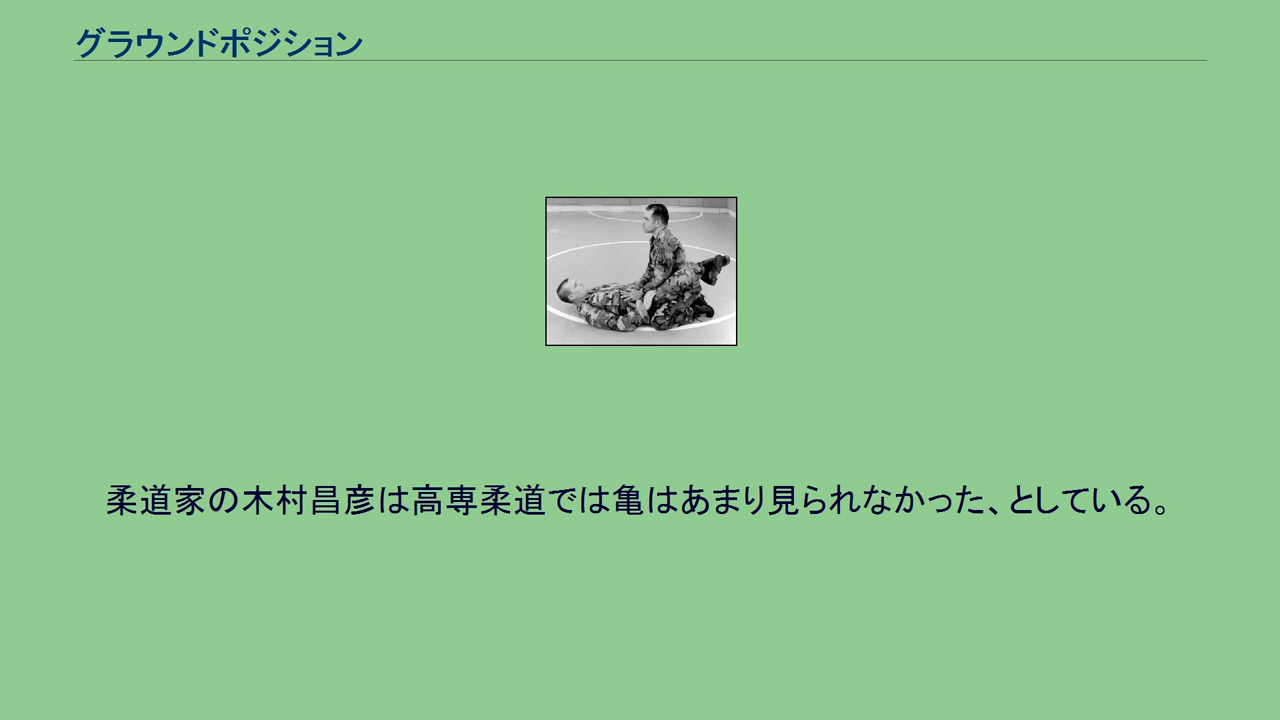 グラウンドポジション
柔道家の木村昌彦は高専柔道では亀はあまり見られなかった、としている。